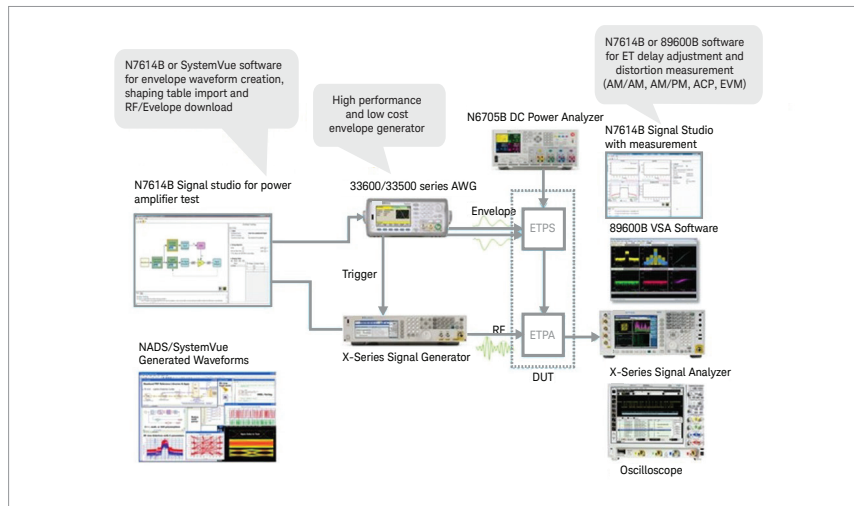 N7614B or SystemVue software
for envelope waveform creation,
shaping table import and
RF/Evelope download
High performance
and low cost
envelope generator
N7614B or 89600B software
for ET delay adjustment and
distortion measurement
(AM/AM, AM/PM, ACP, EVM)
N6705B DC Power Analyzer
N7614B Signal Studio
with measurement
N7614B Signal studio for power
amplifier test
33600/33500 series AWG
Envelope
ETPS
89600B VSA Software
Trigger
RF
ETPA
NADS/SystemVue
Generated Waveforms
X-Series Signal Generator
DUT
X-Series Signal Analyzer
Oscilloscope